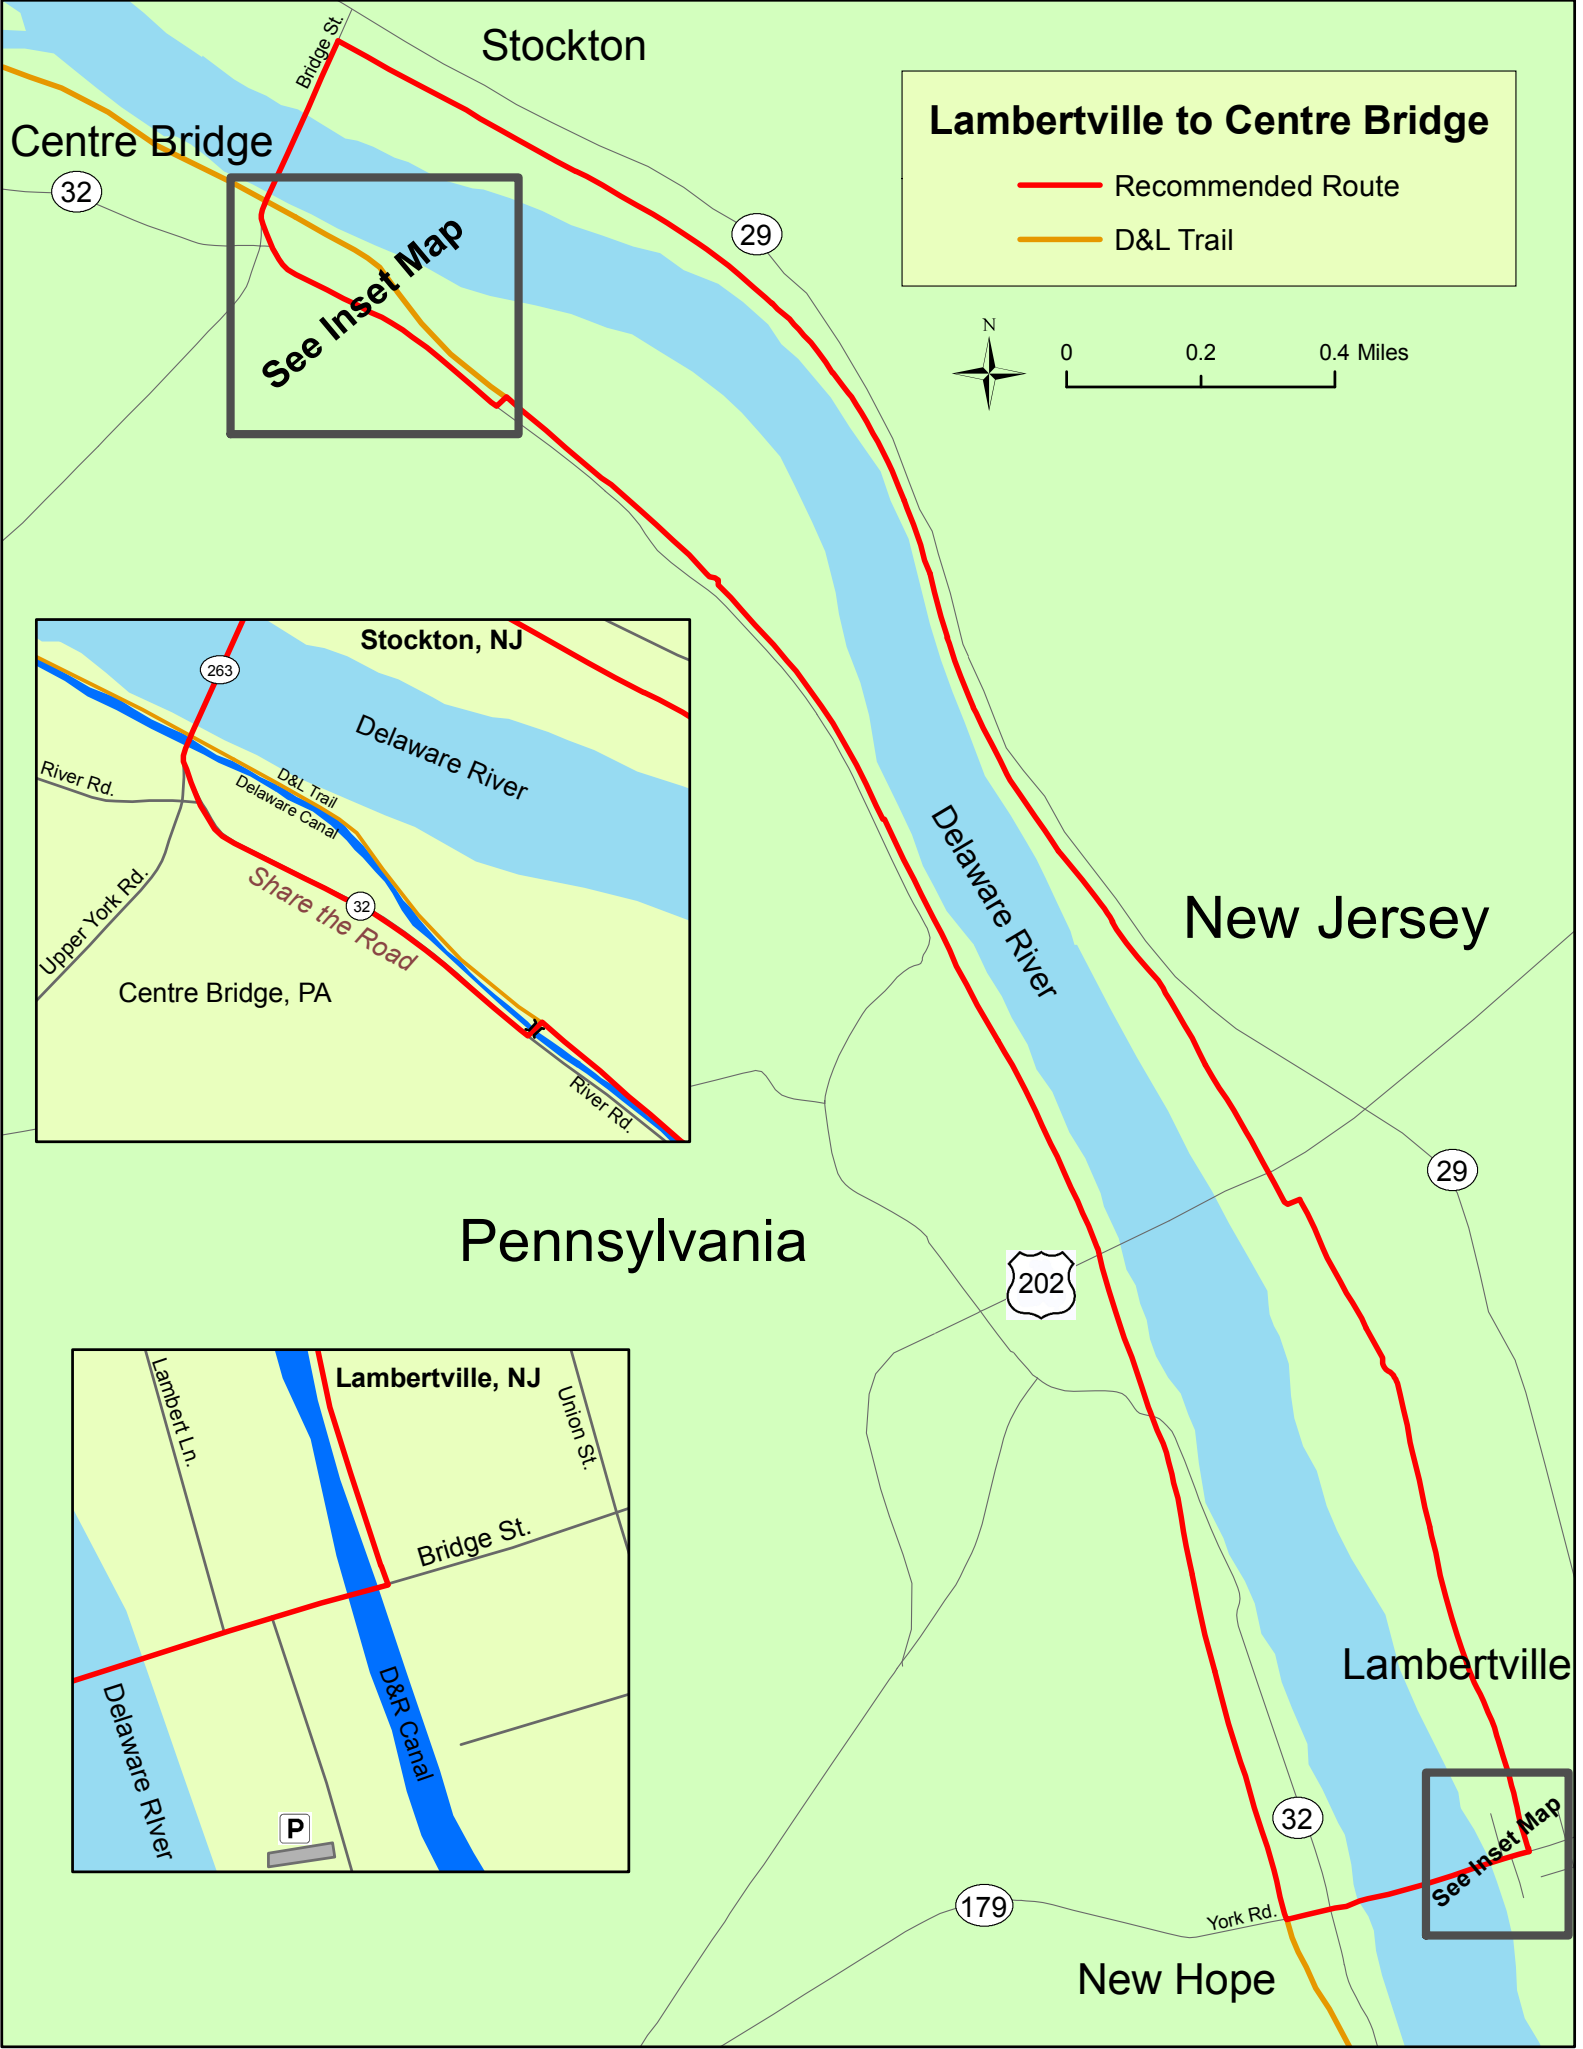 Bridge St.
Stockton
Centre Bridge
32
Lambertville to Centre Bridge
Recommended Route
D&L Trail
29
See Inset Map
N
0 0.2 0.4 Miles
Stockton, NJ
263
Delaware River
River Rd.
D&L Trail
Delaware Canal
Upper York Rd.
Share the Road
32
Centre Bridge, PA
River Rd.
Delaware River
New Jersey
29
Pennsylvania
202
Lambertville, NJ
Lambert Ln.
Union St.
Bridge St.
D&R Canal
Delaware RIver
P
Lambertville
See Inset Map
32
179
York Rd.
New Hope